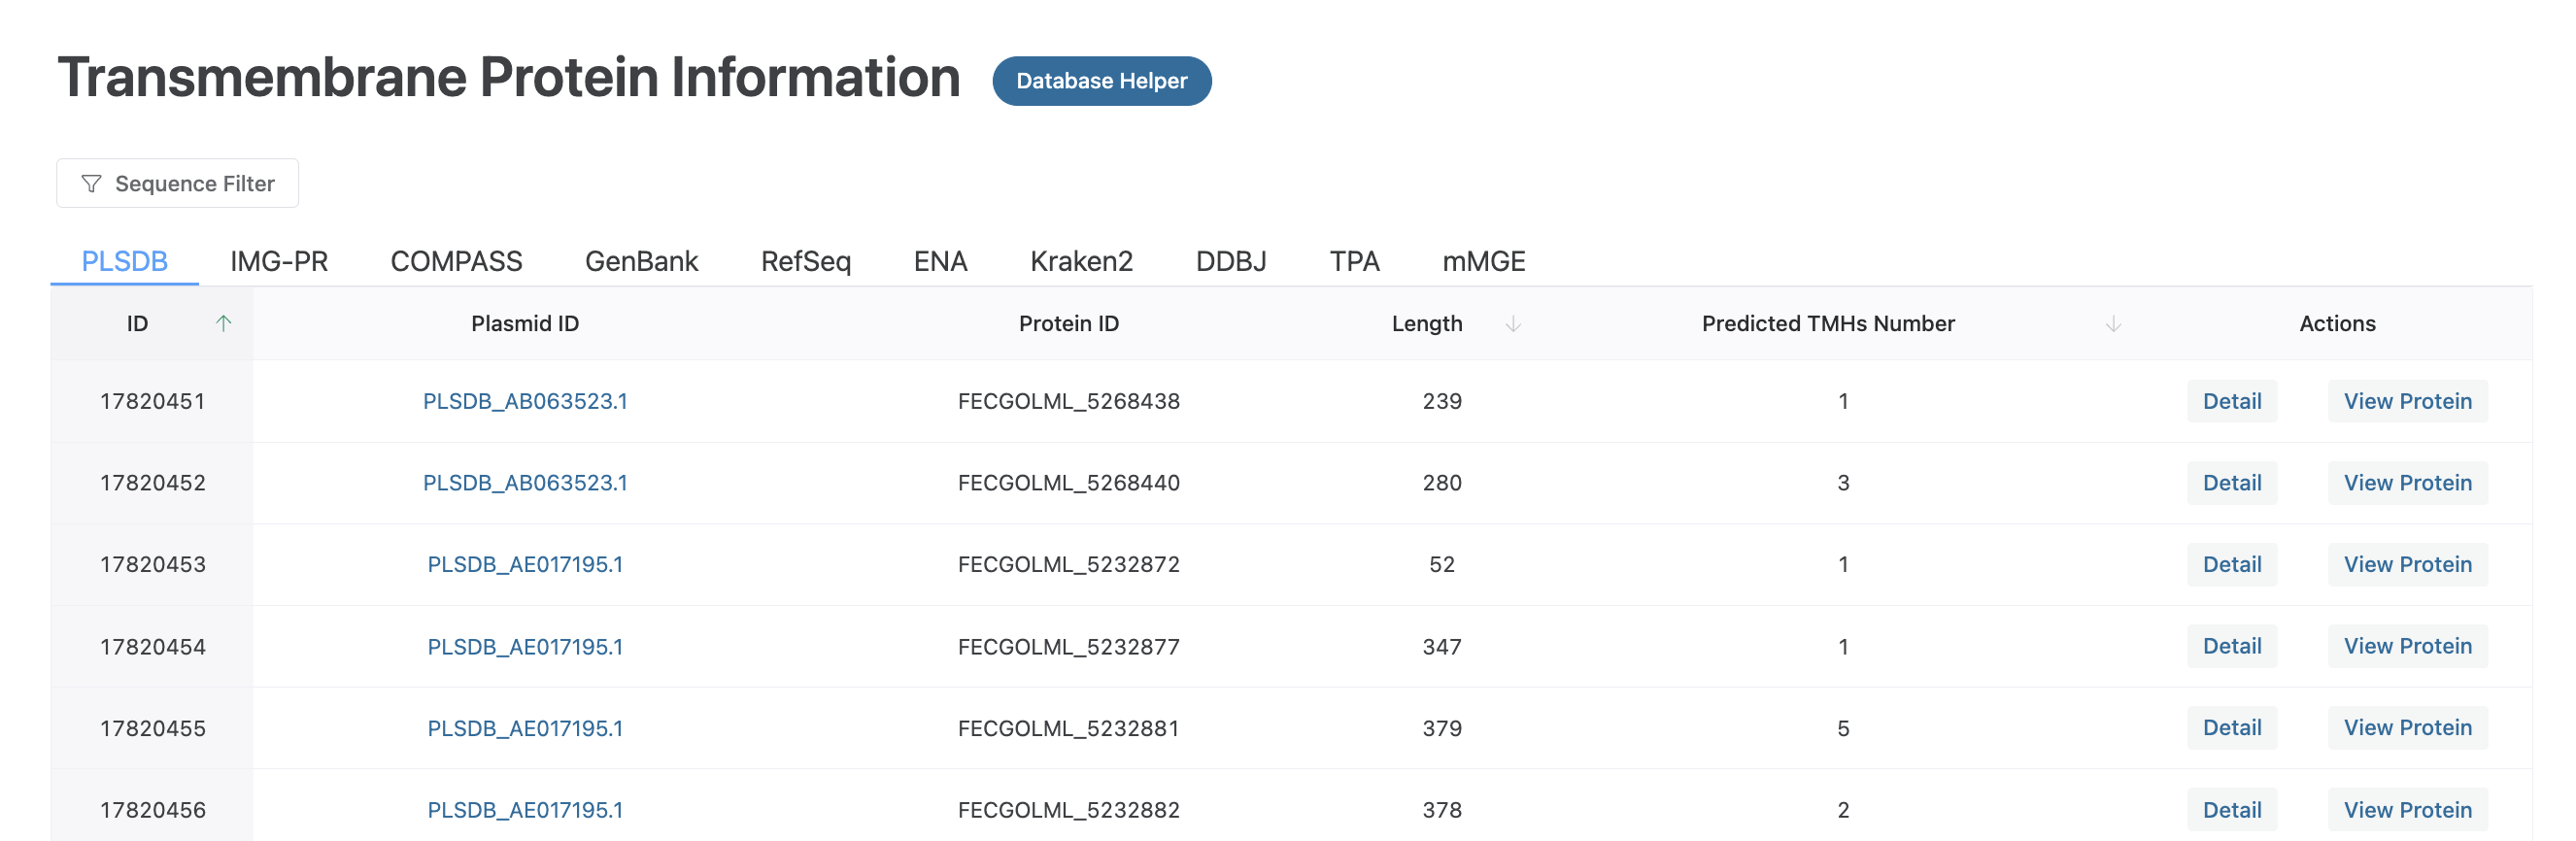 Transmembrane Protein Information Database Helper
Sequence Filter
PLSDB IMG-PR COMPASS GenBank RefSeq ENA Kraken2 DDBJ TPA mMGE
ID Plasmid ID Protein ID Length Predicted TMHs Number Actions
17820451 PLSDB_AB063523.1 FECGOLML_5268438 239 1 Detail View Protein
17820452 PLSDB_AB063523.1 FECGOLML_5268440 280 3 Detail View Protein
17820453 PLSDB_AE017195.1 FECGOLML_5232872 52 1 Detail View Protein
17820454 PLSDB_AE017195.1 FECGOLML_5232877 347 1 Detail View Protein
17820455 PLSDB_AE017195.1 FECGOLML_5232881 379 5 Detail View Protein
17820456 PLSDB_AE017195.1 FECGOLML_5232882 378 2 Detail View Protein